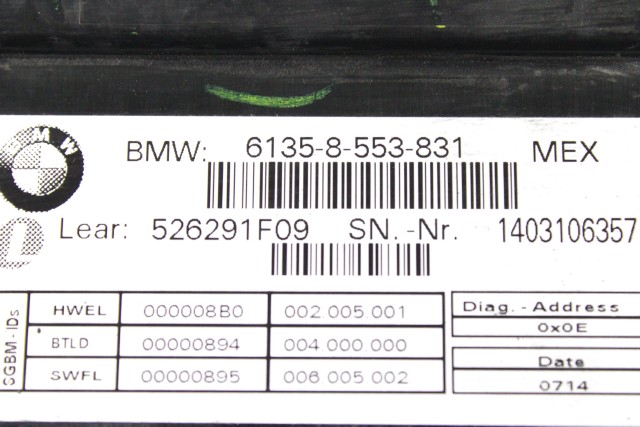 BMW
BMW: 6135-8-553-831 MEX
L Lear: 526291F09 SN.-Nr. 1403106357
SGBM-IDs
HWEL 000008B0 002.005.001
BTLD 00000894 004 000 000
SWFL 00000895 006 005 002
Diag.-Address
0x0E
Date
0714